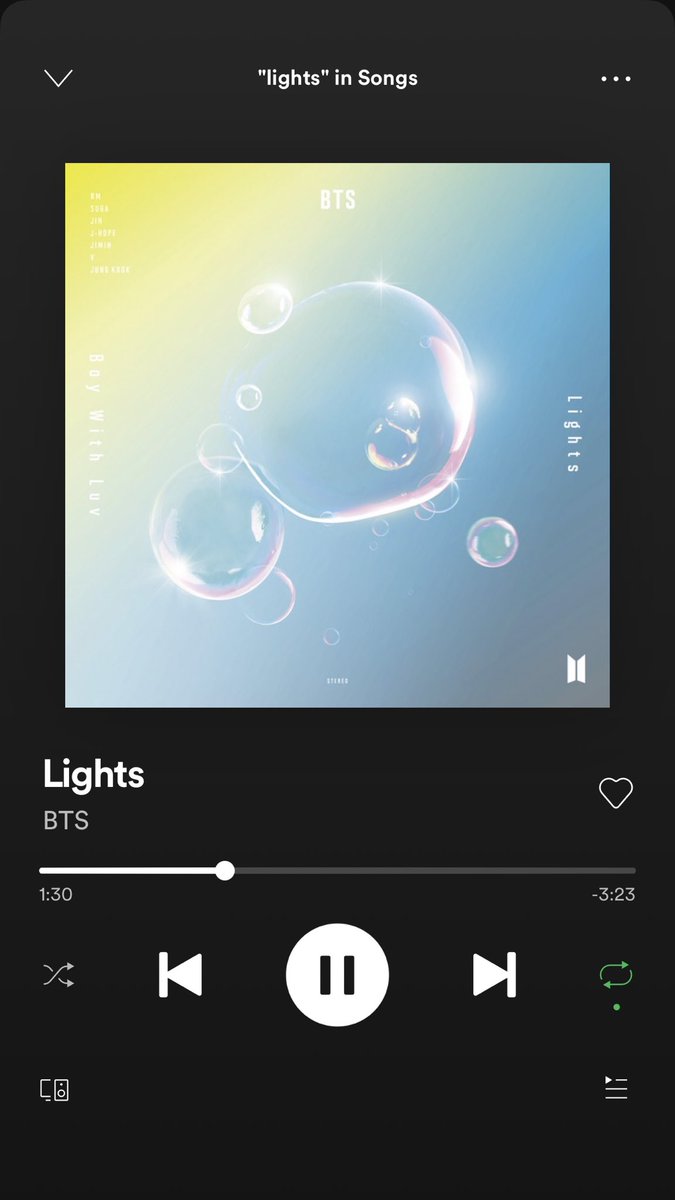 "lights" in Songs
BTS
RM
SUGA
JIN
J-HOPE
JIMIN
V
JUNG KOOK
Boy With Luv
Lights
STEREO
Lights
BTS
1:30
-3:23